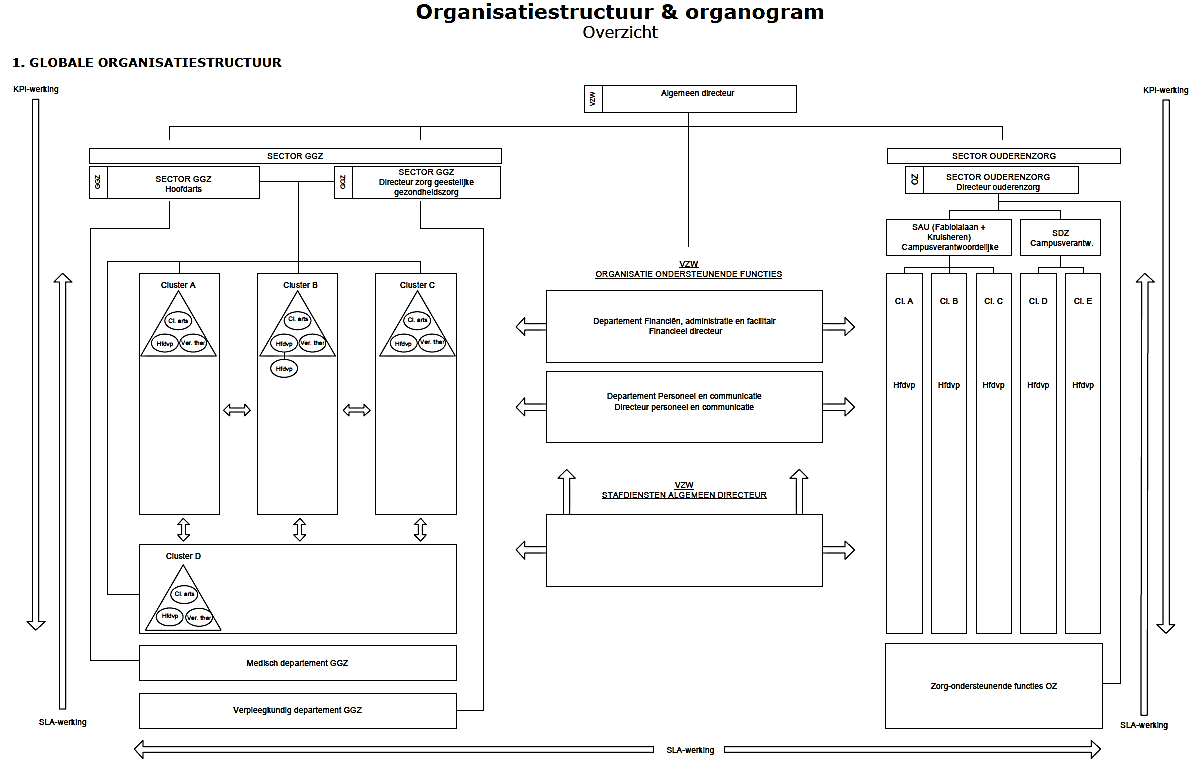 Organisatiestructuur & organogram
Overzicht
1. GLOBALE ORGANISATIESTRUCTUUR
KPI-werking
KPI-werking
VZW
Algemeen directeur
SECTOR GGZ
GGZ
SECTOR GGZ
Hoofdarts
GGZ
SECTOR GGZ
Directeur zorg geestelijke
gezondheidszorg
SECTOR OUDERENZORG
OZ
SECTOR OUDERENZORG
Directeur ouderenzorg
SAU (Fabiolalaan +
Kruisheren)
Campusverantwoordelijke
SDZ
Campusverantw.
Cluster A
Cl. arts
Hfdvp
Ver. ther
Cluster B
Cl. arts
Hfdvp
Ver. ther
Hfdvp
Cluster C
Cl. arts
Hfdvp
Ver. ther
VZW
ORGANISATIE ONDERSTEUNENDE FUNCTIES
Departement Financiën, administratie en facilitair
Financieel directeur
Departement Personeel en communicatie
Directeur personeel en communicatie
VZW
STAFDIENSTEN ALGEMEEN DIRECTEUR
Cl. A
Cl. B
Cl. C
Cl. D
Cl. E
Hfdvp
Hfdvp
Hfdvp
Hfdvp
Hfdvp
Cluster D
Cl. arts
Hfdvp
Ver. ther
Medisch departement GGZ
Verpleegkundig departement GGZ
Zorg-ondersteunende functies OZ
SLA-werking
SLA-werking
SLA-werking